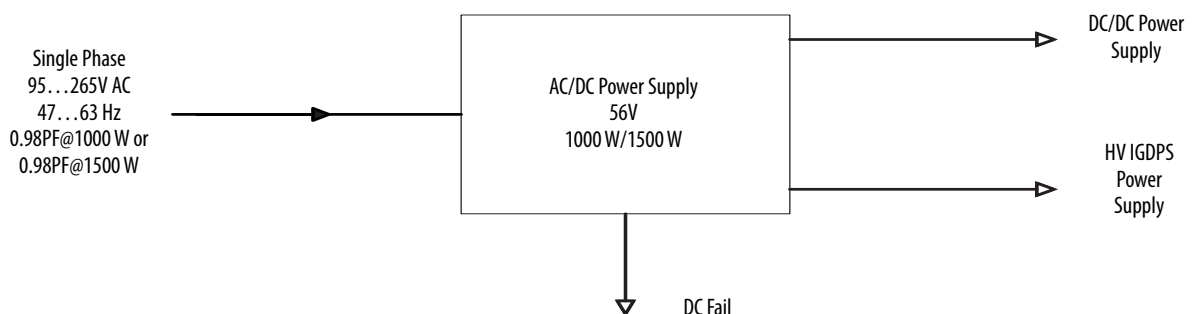 Single Phase
95…265V AC
47…63 Hz
0.98PF@1000 W or
0.98PF@1500 W
AC/DC Power Supply
56V
1000 W/1500 W
DC/DC Power
Supply
HV IGDPS
Power
Supply
DC Fail